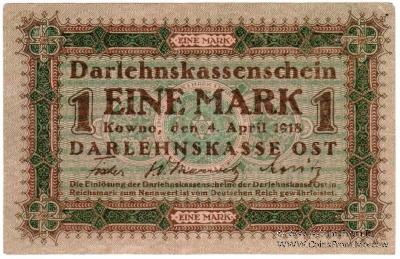 EINE MARK
Darlehnskassenschein
1 EINE MARK 1
Kowno, den 4. April 1918
DARLEHNSKASSE OST
Die Einlösung der Darlehnskassenscheine der Darlehnskasse Ost in
Reichsmark zum Nennwert ist vom Deutschen Reich gewährleistet.
EINE MARK